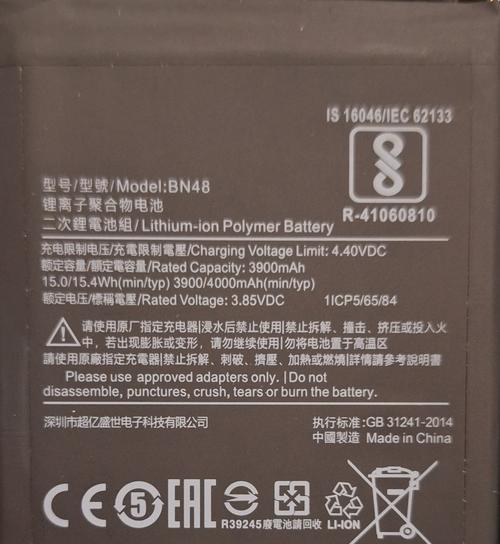 IS 16046/IEC 62133
R-41060810
型号/型號/Model:BN48
锂离子聚合物电池
二次鋰電池組/Lithium-ion Polymer Battery
充电限制电压/充電限制電壓/Charging Voltage Limit: 4.40VDC
额定容量/額定電容量/Rated Capacity: 3900mAh
15.0/15.4Wh(min/typ) 3900/4000mAh(min/typ)
额定电压/標稱電壓/Rated Voltage: 3.85VDC 1ICP5/65/84
请使用原厂指定充电器|浸水后禁止使用|禁止拆解、撞击、挤压或投入火
中,若出现膨胀或变形,请勿继续使用|勿将电池置于高温区
請使用原廠指定充電器|禁止拆解、刺破、擠壓、加熱或燃燒|詳情請參考說明書
Please use approved adapters only. |Do not
disassemble, punctures, crush, tears or burn the battery.
深圳市超亿盛世电子科技有限公司
执行标准:GB 31241-2014
中國製造 Made in China
CE 5 EAC
R39245 廢電池請回收 LI-ION